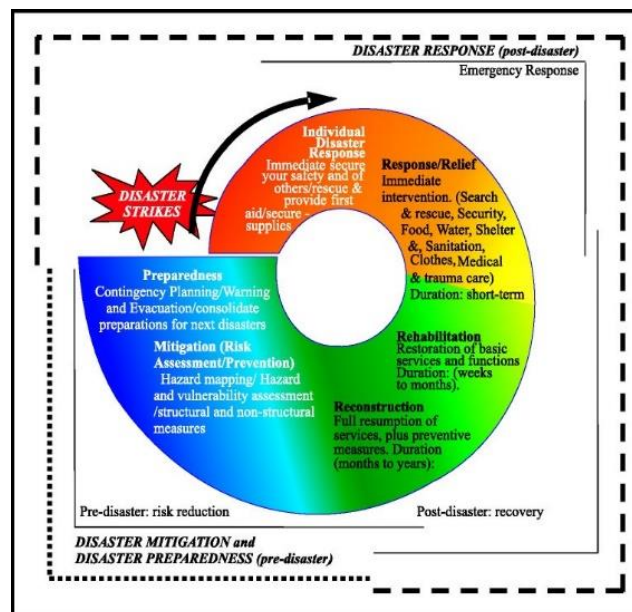 DISASTER RESPONSE (post-disaster)
Emergency Response
DISASTER
STRIKES
Individual
Disaster
Response
Immediate secure
your safety and of
others/rescue &
provide first
aid/secure -
supplies
Response/Relief
Immediate
intervention. (Search
& rescue, Security,
Food, Water, Shelter
&, Sanitation,
Clothes, Medical
& trauma care)
Duration: short-term
Preparedness
Contingency Planning/Warning
and Evacuation/consolidate
preparations for next disasters
Mitigation (Risk
Assessment/Prevention)
Hazard mapping/ Hazard
and vulnerability assessment
/structural and non-structural
measures
Rehabilitation
Restoration of basic
services and functions
Duration: (weeks
to months).
Reconstruction
Full resumption of
services, plus preventive
measures. Duration
(months to years):
Pre-disaster: risk reduction
Post-disaster: recovery
DISASTER MITIGATION and
DISASTER PREPAREDNESS (pre-disaster)